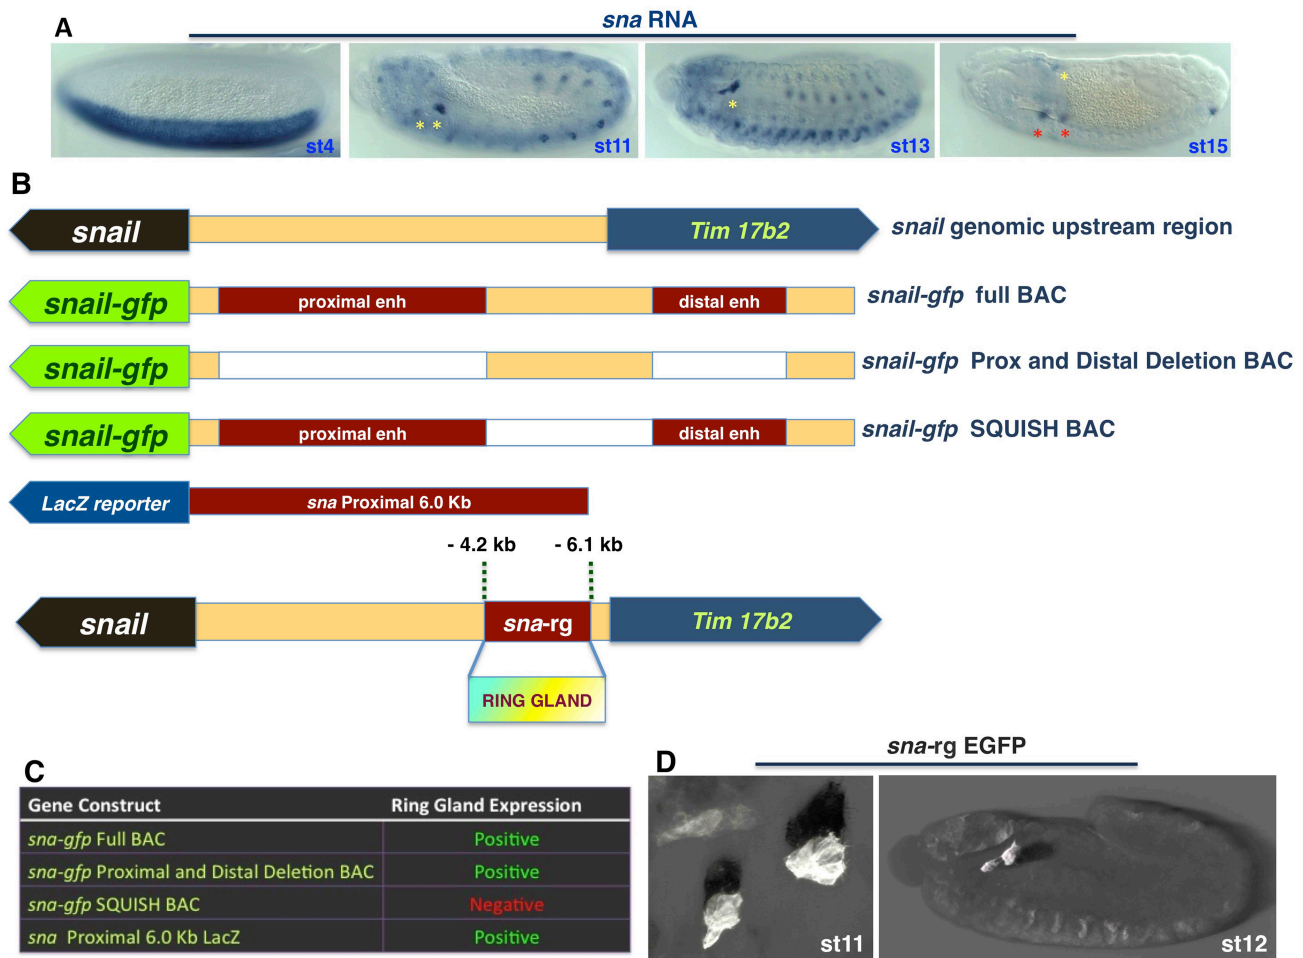 A
sna RNA
* *
*
*
* *
st4
st11
st13
st15
B
snail
Tim 17b2
snail genomic upstream region
snail-gfp
proximal enh
distal enh
snail-gfp full BAC
snail-gfp
snail-gfp Prox and Distal Deletion BAC
snail-gfp
proximal enh
distal enh
snail-gfp SQUISH BAC
LacZ reporter
sna Proximal 6.0 Kb
- 4.2 kb
- 6.1 kb
snail
sna-rg
Tim 17b2
RING GLAND
C
Gene Construct
Ring Gland Expression
sna-gfp Full BAC
Positive
sna-gfp Proximal and Distal Deletion BAC
Positive
sna-gfp SQUISH BAC
Negative
sna Proximal 6.0 Kb LacZ
Positive
D
sna-rg EGFP
st11
st12